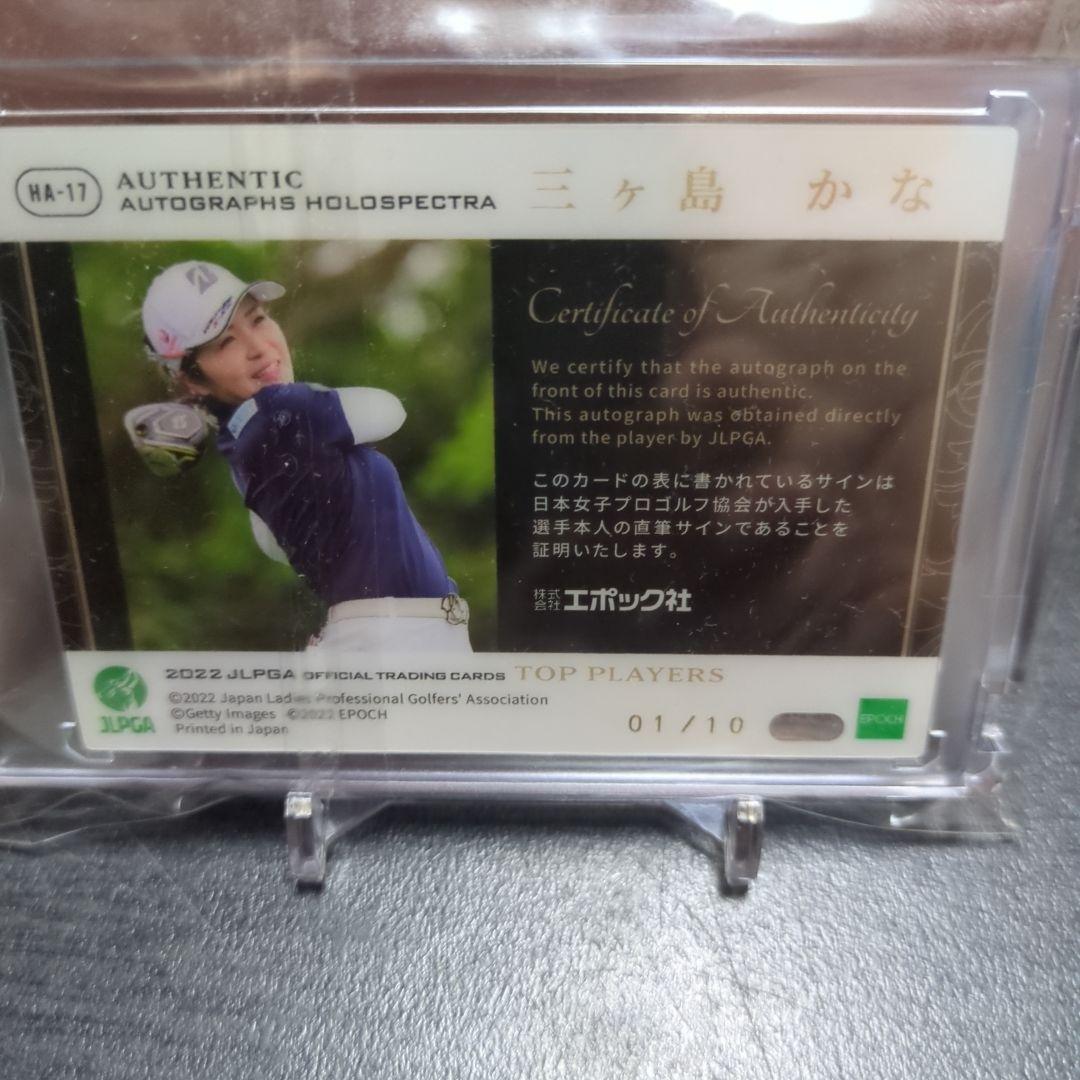 HA-17
AUTHENTIC
AUTOGRAPHS HOLOSPECTRA
三ヶ島 かな
Certificate of Authenticity
We certify that the autograph on the
front of this card is authentic.
This autograph was obtained directly
from the player by JLPGA.
このカードの表に書かれているサインは
日本女子プロゴルフ協会が入手した
選手本人の直筆サインであることを
証明いたします。
株式会社エポック社
2022 JLPGA OFFICIAL TRADING CARDS TOP PLAYERS
©2022 Japan Ladies Professional Golfers' Association
©Getty Images ©2022 EPOCH
Printed in Japan
JLPGA
01/10
EPOCH